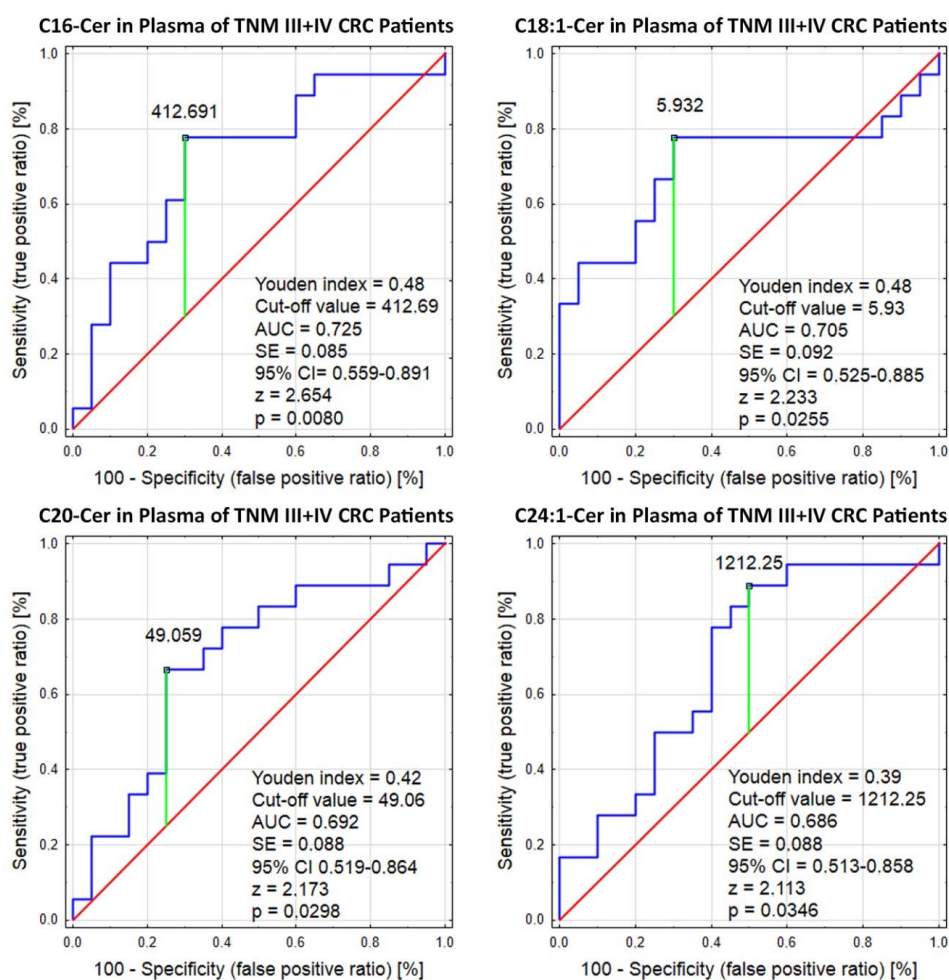 C16-Cer in Plasma of TNM III+IV CRC Patients
1.0
0.8
0.6
0.4
0.2
0.0
Sensitivity (true positive ratio) [%]
412.691
Youden index = 0.48
Cut-off value = 412.69
AUC = 0.725
SE = 0.085
95% CI= 0.559-0.891
z = 2.654
p = 0.0080
0.0 0.2 0.4 0.6 0.8 1.0
100 - Specificity (false positive ratio) [%]
C18:1-Cer in Plasma of TNM III+IV CRC Patients
1.0
0.8
0.6
0.4
0.2
0.0
Sensitivity (true positive ratio) [%]
5.932
Youden index = 0.48
Cut-off value = 5.93
AUC = 0.705
SE = 0.092
95% CI = 0.525-0.885
z = 2.233
p = 0.0255
0.0 0.2 0.4 0.6 0.8 1.0
100 - Specificity (false positive ratio) [%]
C20-Cer in Plasma of TNM III+IV CRC Patients
1.0
0.8
0.6
0.4
0.2
0.0
Sensitivity (true positive ratio) [%]
49.059
Youden index = 0.42
Cut-off value = 49.06
AUC = 0.692
SE = 0.088
95% CI 0.519-0.864
z = 2.173
p = 0.0298
0.0 0.2 0.4 0.6 0.8 1.0
100 - Specificity (false positive ratio) [%]
C24:1-Cer in Plasma of TNM III+IV CRC Patients
1.0
0.8
0.6
0.4
0.2
0.0
Sensitivity (true positive ratio) [%]
1212.25
Youden index = 0.39
Cut-off value = 1212.25
AUC = 0.686
SE = 0.088
95% CI = 0.513-0.858
z = 2.113
p = 0.0346
0.0 0.2 0.4 0.6 0.8 1.0
100 - Specificity (false positive ratio) [%]